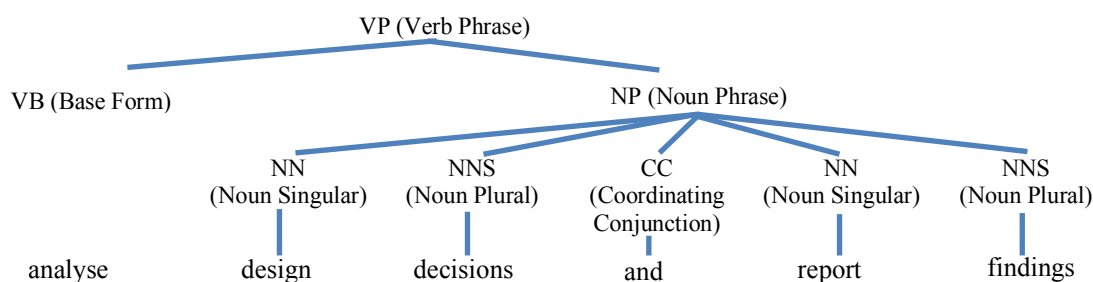 VP (Verb Phrase)
VB (Base Form)
NP (Noun Phrase)
NN NNS CC NN NNS
(Noun Singular) (Noun Plural) (Coordinating (Noun Singular) (Noun Plural)
Conjunction)
analyse design decisions and report findings